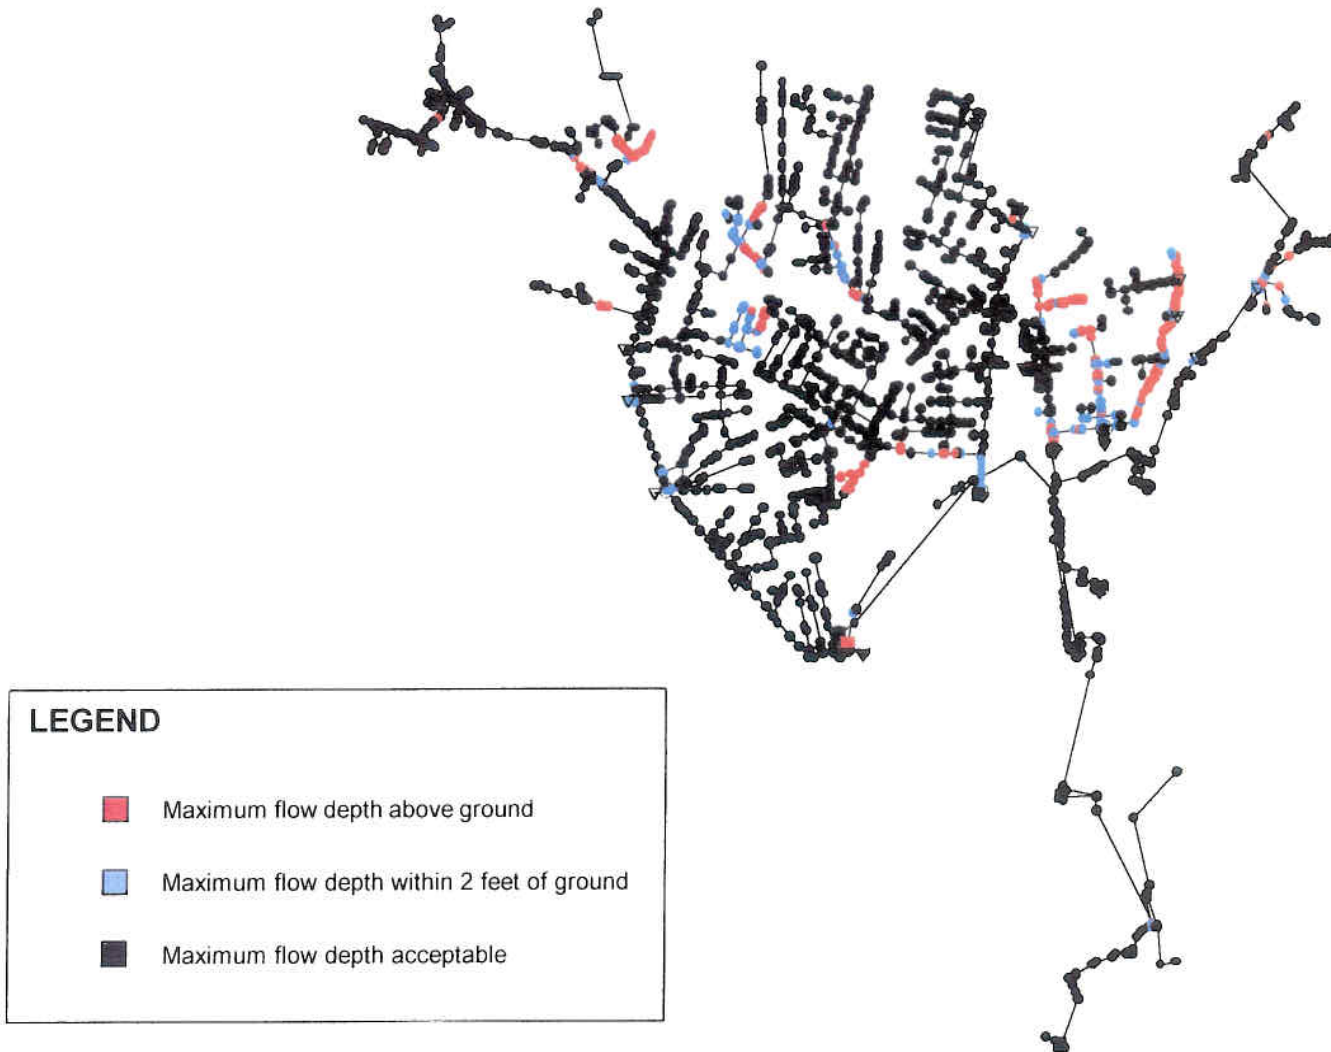 LEGEND
Maximum flow depth above ground
Maximum flow depth within 2 feet of ground
Maximum flow depth acceptable